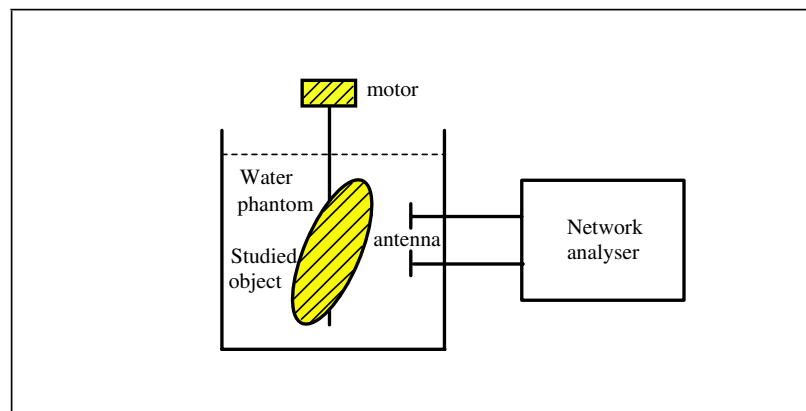 motor
Water
phantom
Studied
object
antenna
Network
analyser